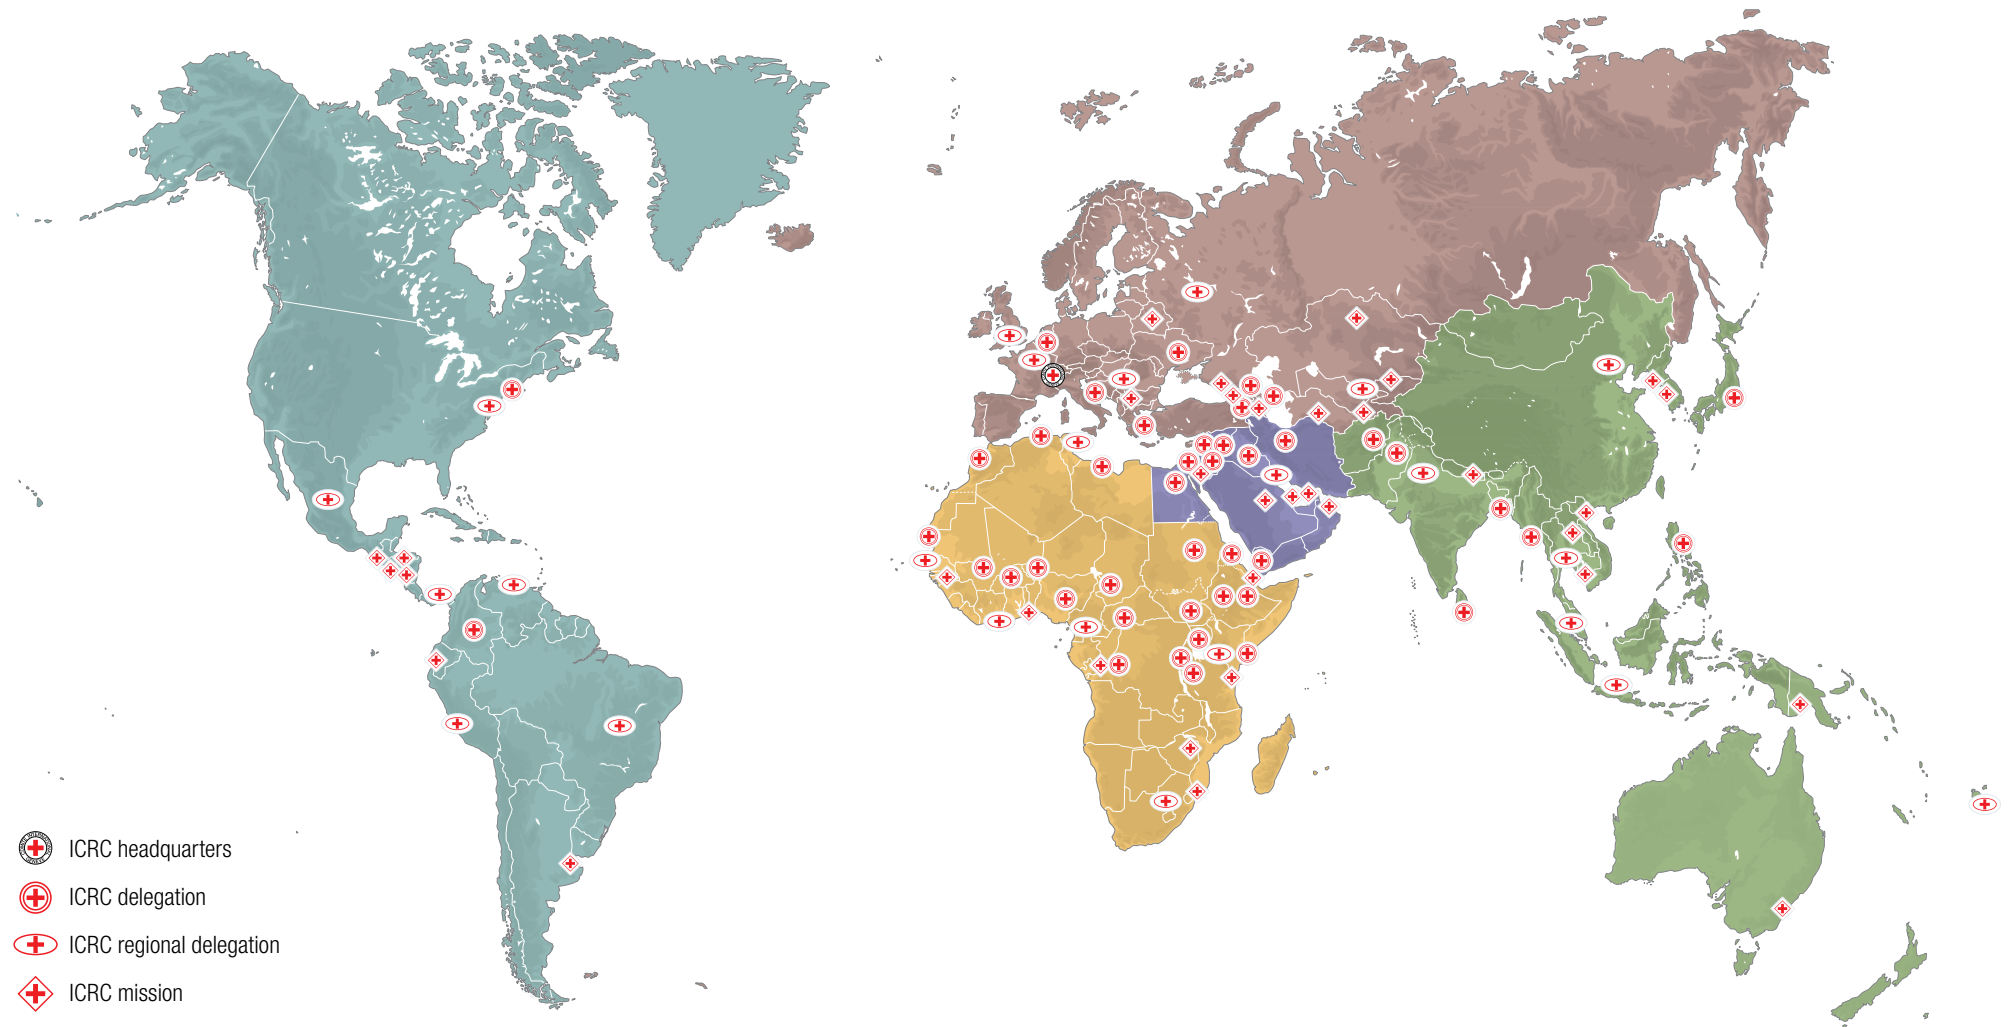 ICRC headquarters
ICRC delegation
ICRC regional delegation
ICRC mission